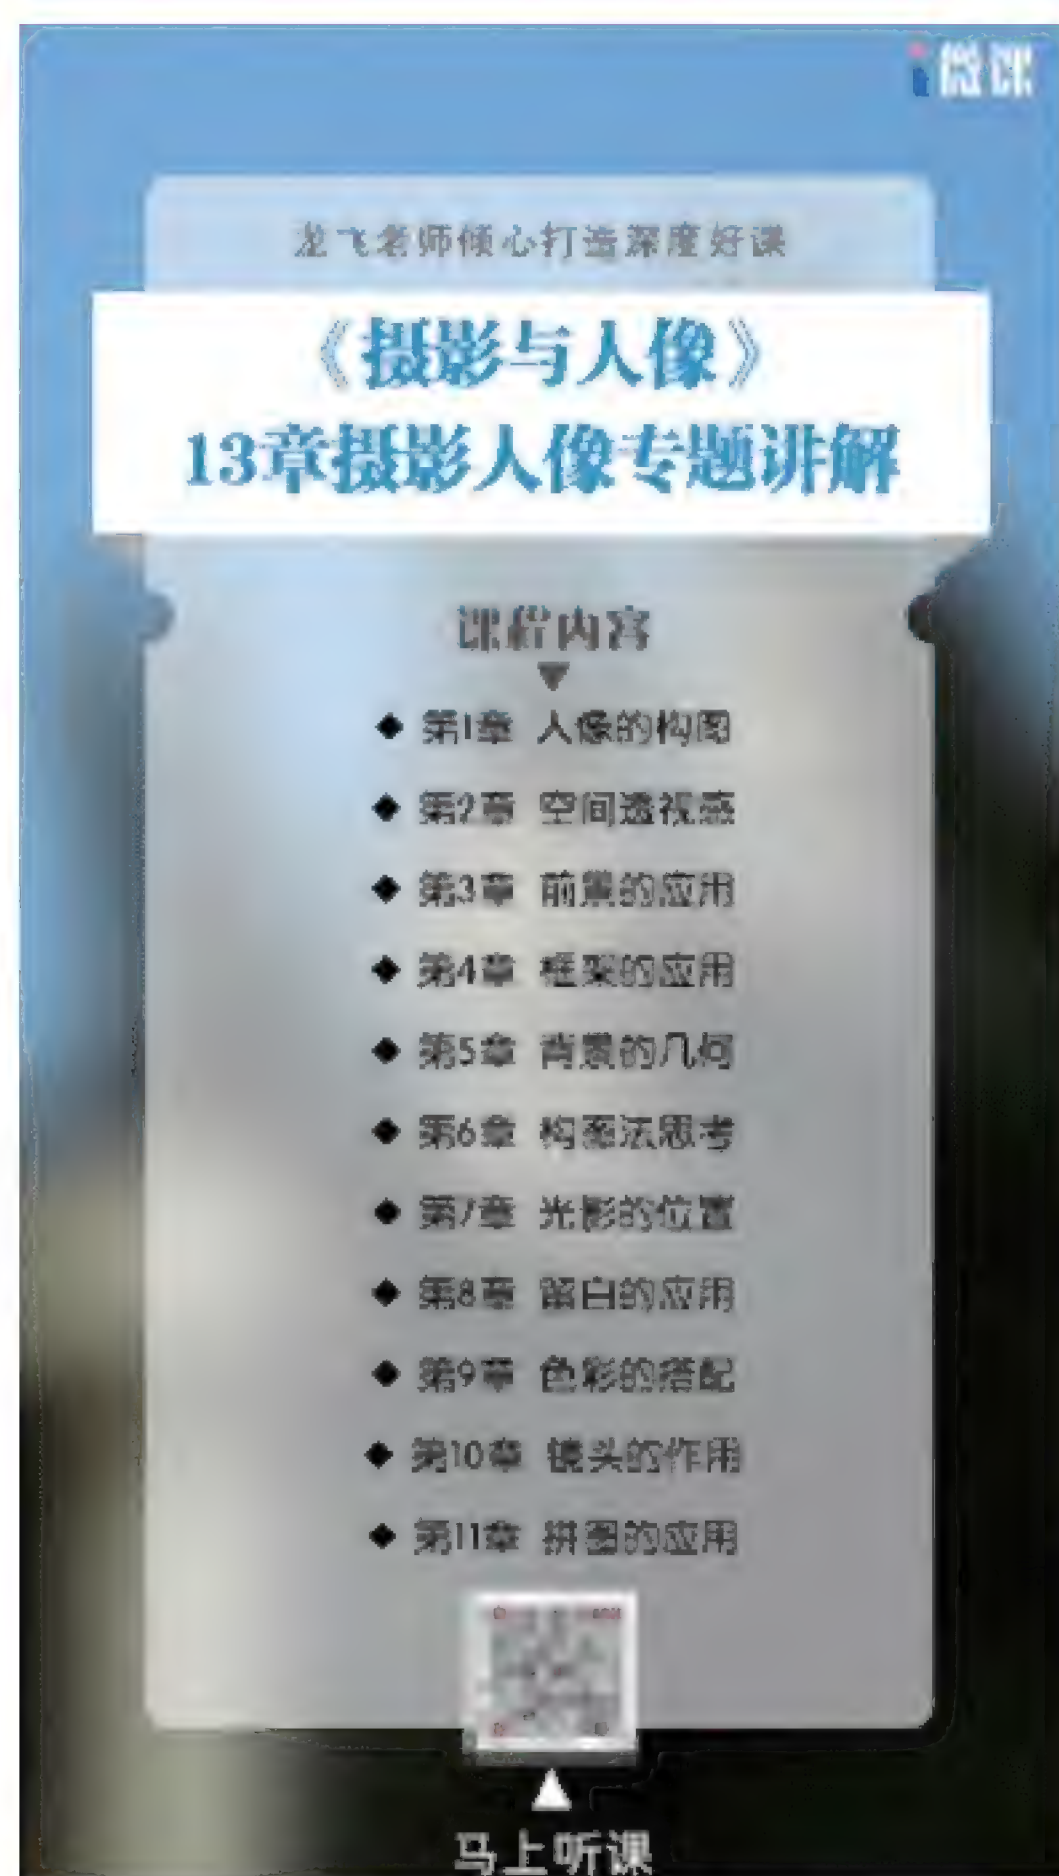 微课
龙飞老师倾心打造深度好课
《摄影与人像》
13章摄影人像专题讲解
课程内容
第1章 人像的构图
第2章 空间透视感
第3章 前景的应用
第4章 框架的应用
第5章 背景的几何
第6章 构图法思考
第7章 光影的位置
第8章 留白的应用
第9章 色彩的搭配
第10章 镜头的作用
第11章 拼图的应用
马上听课